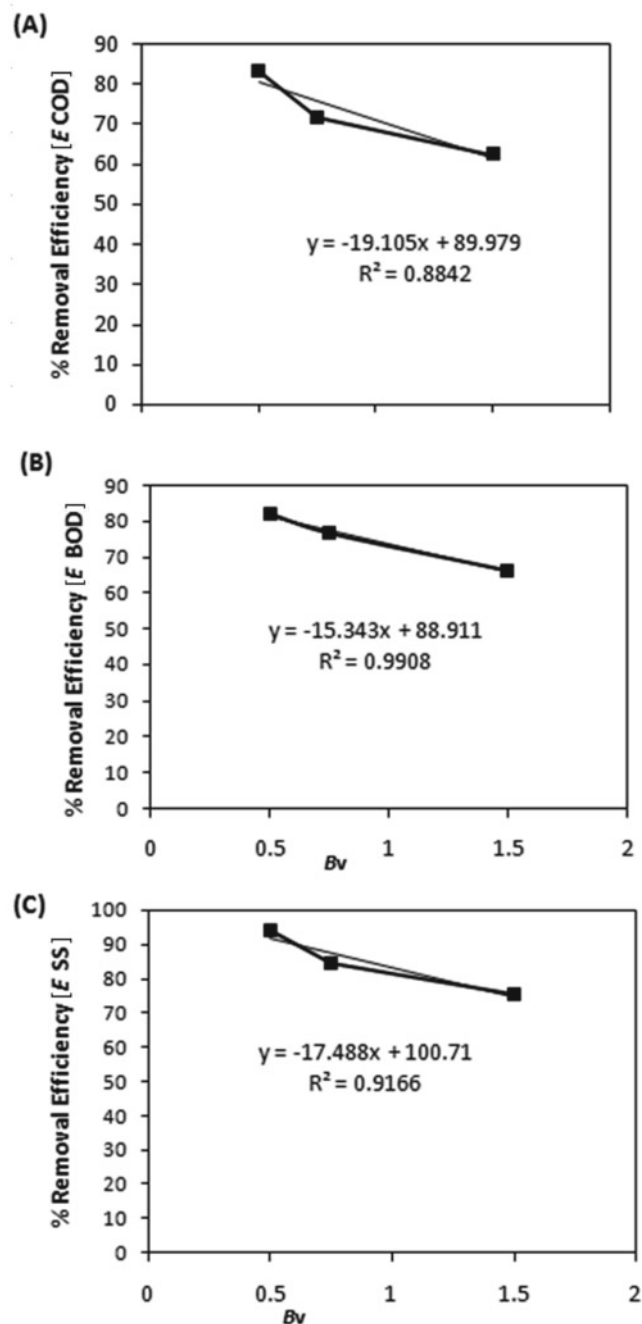 (A)
% Removal Efficiency [E COD]
90
80
70
60
50
40
30
20
10
0
y = -19.105x + 89.979
R² = 0.8842
(B)
% Removal Efficiency [E BOD]
90
80
70
60
50
40
30
20
10
0
y = -15.343x + 88.911
R² = 0.9908
0 0.5 1 1.5 2
Bv
(C)
% Removal Efficiency [E SS]
100
90
80
70
60
50
40
30
20
10
0
y = -17.488x + 100.71
R² = 0.9166
0 0.5 1 1.5 2
Bv